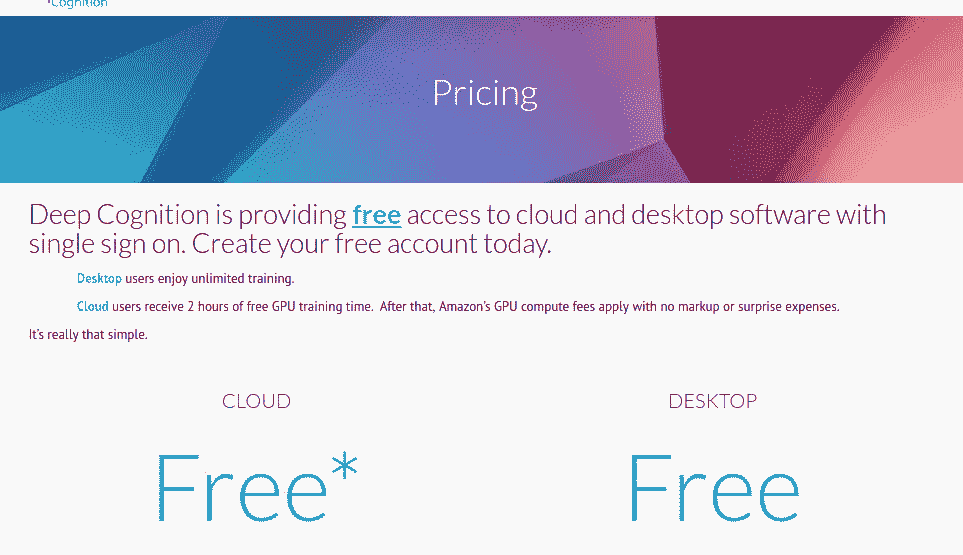 Cognition
Pricing
Deep Cognition is providing free access to cloud and desktop software with
single sign on. Create your free account today.
Desktop users enjoy unlimited training.
Cloud users receive 2 hours of free GPU training time. After that, Amazon's GPU compute fees apply with no markup or surprise expenses.
It's really that simple.
CLOUD
DESKTOP
Free*
Free